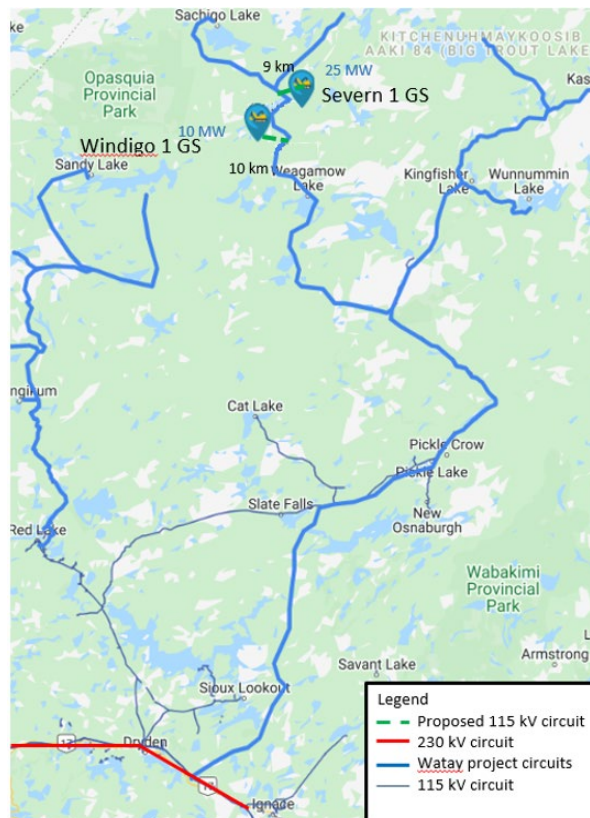 Sachigo Lake
KITCHENUHMAYKOOSIB
AAKI 84 (BIG TROUT LAKE
9 km
25 MW
Opasquia
Provincial
Park
Severn 1 GS
Kas
10 MW
Windigo 1 GS
Sandy Lake
10 km
Weagamow
Lake
Kingfisher
Lake
Wunnummin
Lake
ngikum
Cat Lake
Pickle Crow
Pickle Lake
Slate Falls
New
Osnaburgh
Red Lake
Wabakimi
Provincial
Park
Savant Lake
Armstrong
Sioux Lookout
Dryden
17
17
Ignace
Legend
Proposed 115 kV circuit
230 kV circuit
Watay project circuits
115 kV circuit